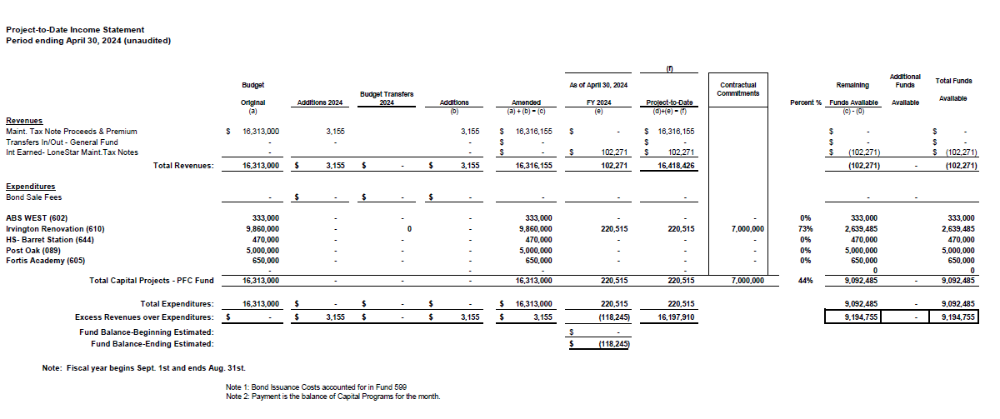 Project-to-Date Income Statement
Period ending April 30, 2024 (unaudited)
(f)
Budget As of April 30, 2024 Contractual Commitments Remaining Additional Funds Total Funds
Original Additions 2024 Budget Transfers 2024 Additions Amended FY 2024 Project-to-Date Percent % Funds Available Available Available
(a) (b) (a) + (b) = (c) (e) (d)+(e) = (f) (c) - (0)
Revenues
Maint. Tax Note Proceeds & Premium $ 16,313,000 3,155 3,155 $ 16,316,155 $ - $ 16,316,155 $ - $ -
Transfers In/Out - General Fund - - - $ - $ - $ - $ -
Int Earned- LoneStar Maint.Tax Notes - - $ - $ 102,271 $ 102,271 $ (102,271) $ (102,271)
Total Revenues: 16,313,000 $ 3,155 $ - $ 3,155 16,316,155 102,271 16,418,426 (102,271) - (102,271)
Expenditures
Bond Sale Fees - $ - $ - $ - - - - - -
ABS WEST (602) 333,000 - - - 333,000 - - - 0% 333,000 333,000
Irvington Renovation (610) 9,860,000 - 0 - 9,860,000 220,515 220,515 7,000,000 73% 2,639,485 2,639,485
HS- Barret Station (644) 470,000 - - - 470,000 - - - 0% 470,000 470,000
Post Oak (089) 5,000,000 - - - 5,000,000 - - - 0% 5,000,000 5,000,000
Fortis Academy (605) 650,000 - - - 650,000 - - - 0% 650,000 650,000
- - - - 0 0
Total Capital Projects - PFC Fund 16,313,000 - - - 16,313,000 220,515 220,515 7,000,000 44% 9,092,485 - 9,092,485
Total Expenditures: 16,313,000 $ - $ - $ - $ 16,313,000 220,515 220,515 9,092,485 - 9,092,485
Excess Revenues over Expenditures: $ - $ 3,155 $ - $ 3,155 $ 3,155 (118,245) 16,197,910 9,194,755 - 9,194,755
Fund Balance-Beginning Estimated: $ -
Fund Balance-Ending Estimated: $ (118,245)
Note: Fiscal year begins Sept. 1st and ends Aug. 31st.
Note 1: Bond Issuance Costs accounted for in Fund 599
Note 2: Payment is the balance of Capital Programs for the month.